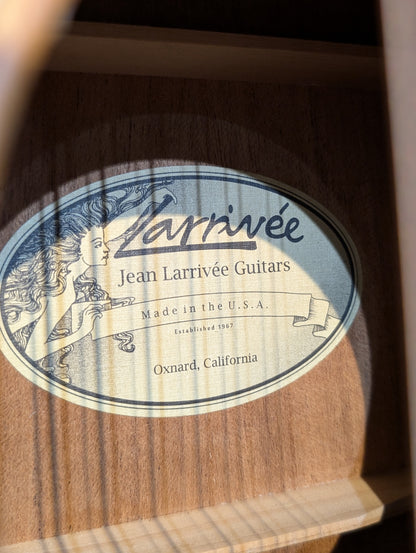 Larrivée
Jean Larrivée Guitars
Made in the U.S.A.
Established 1967
Oxnard, California